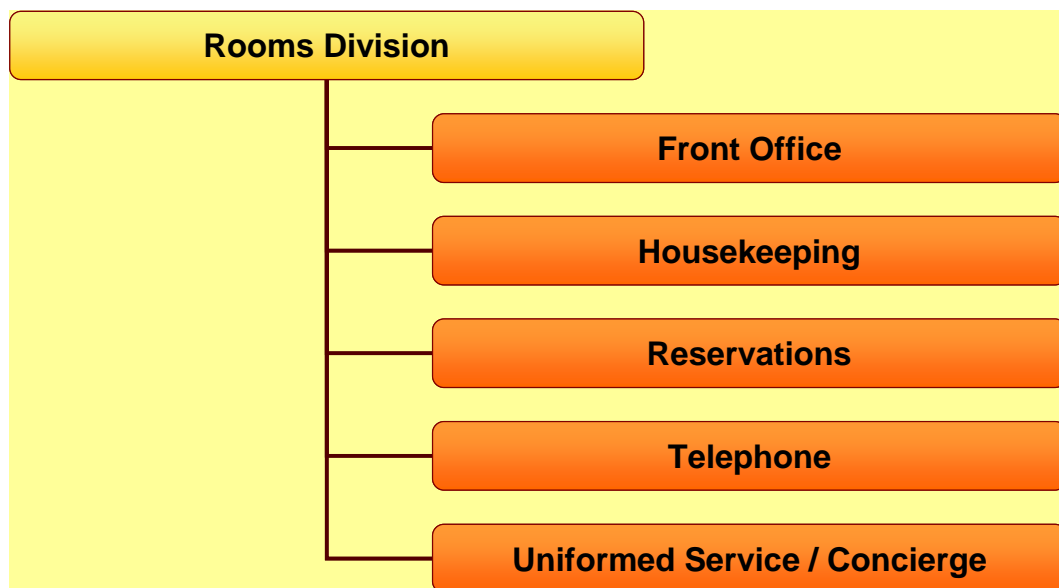 Rooms Division
Front Office
Housekeeping
Reservations
Telephone
Uniformed Service / Concierge